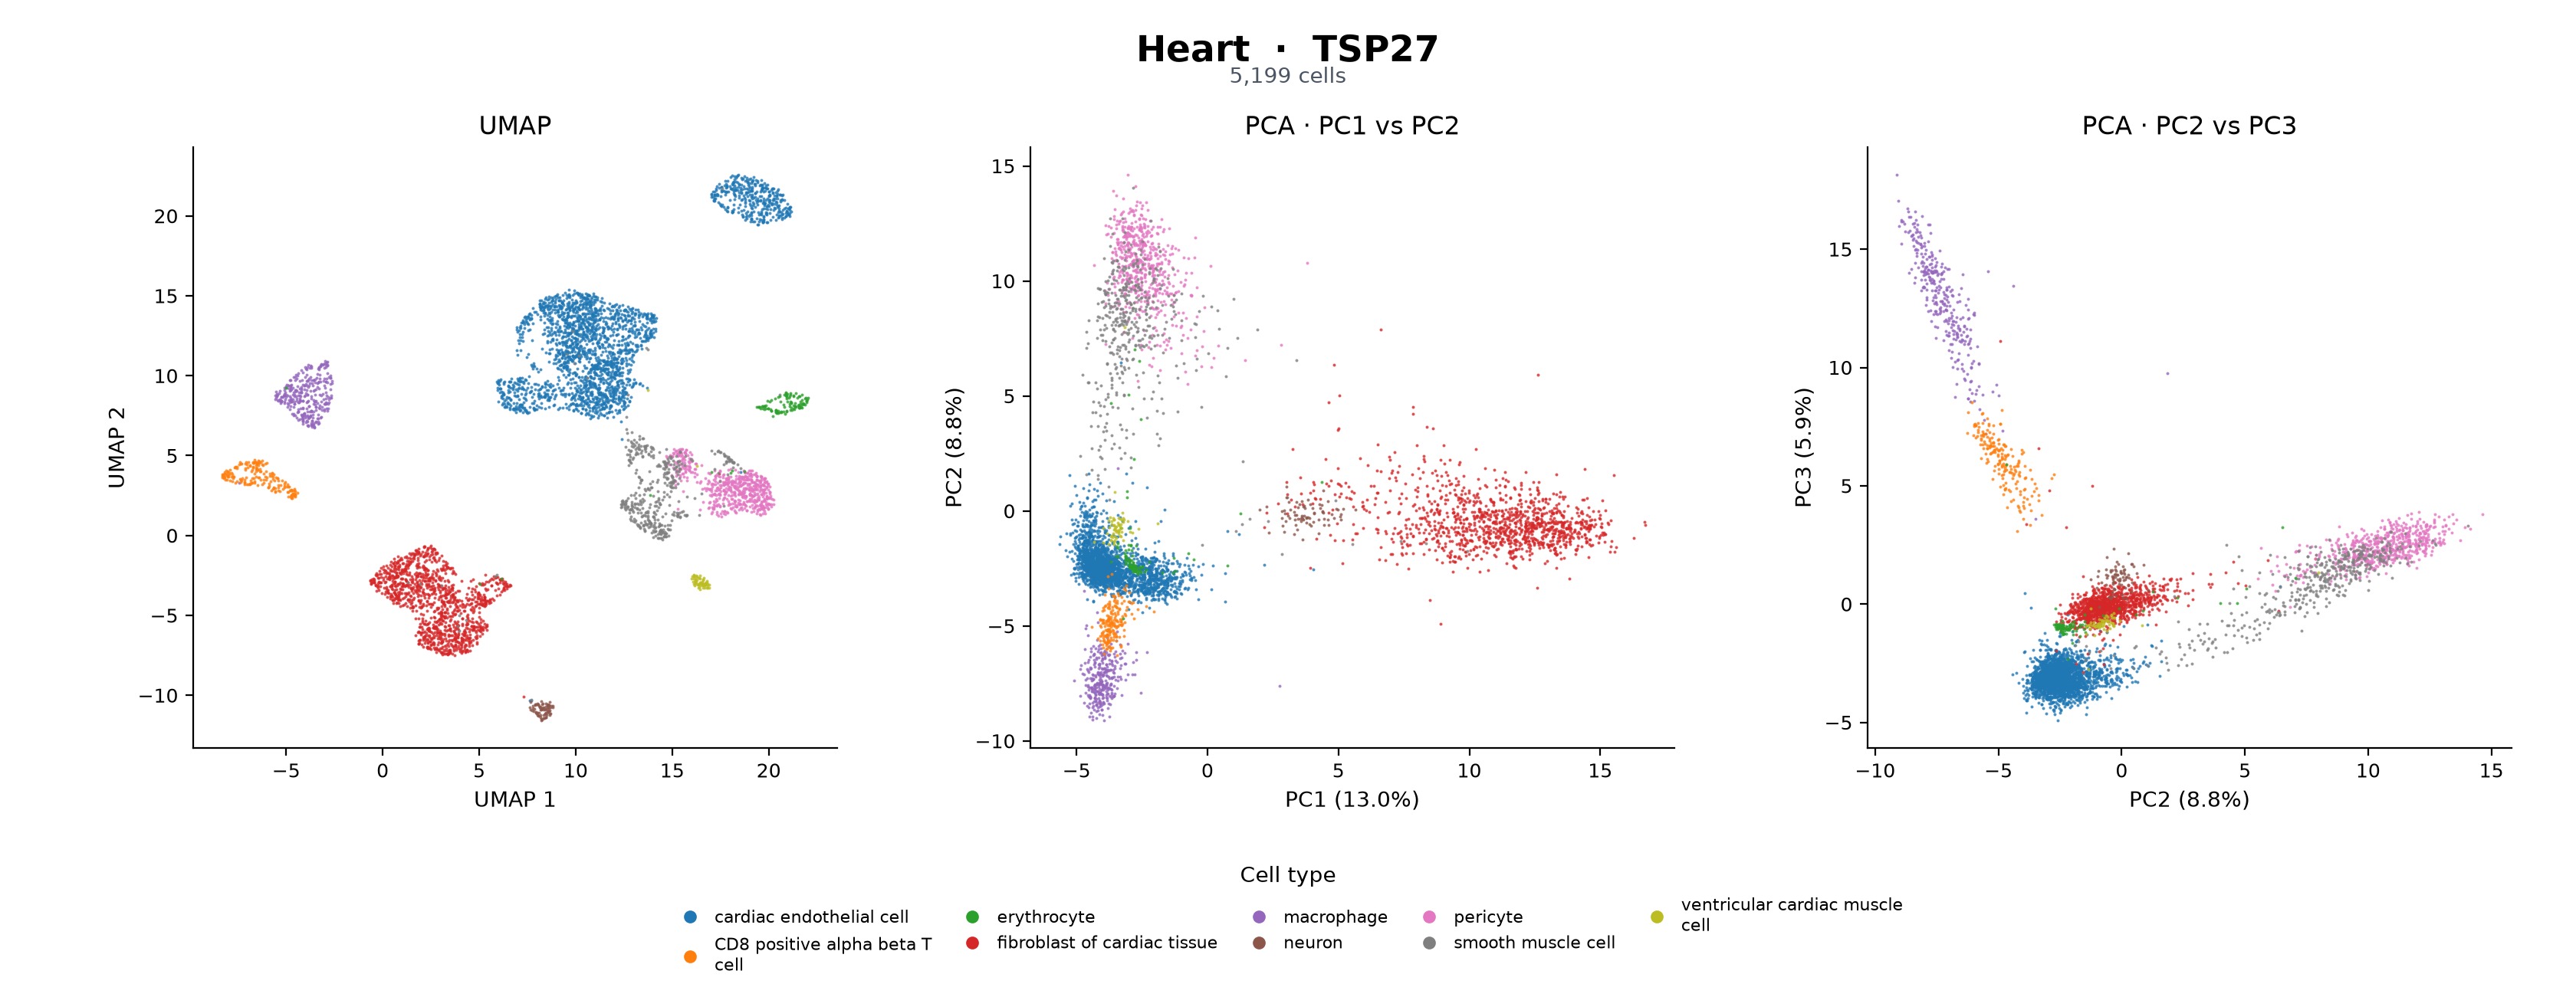 Heart · TSP27
5,199 cells
UMAP
20
15
10
5
0
−5
−10
−5
0
5
10
15
20
UMAP 2
UMAP 1
PCA · PC1 vs PC2
15
10
5
0
−5
−10
−5
0
5
10
15
PC2 (8.8%)
PC1 (13.0%)
PCA · PC2 vs PC3
15
10
5
0
−5
−10
−5
0
5
10
15
PC3 (5.9%)
PC2 (8.8%)
Cell type
cardiac endothelial cell
CD8 positive alpha beta T
cell
erythrocyte
fibroblast of cardiac tissue
macrophage
neuron
pericyte
smooth muscle cell
ventricular cardiac muscle
cell